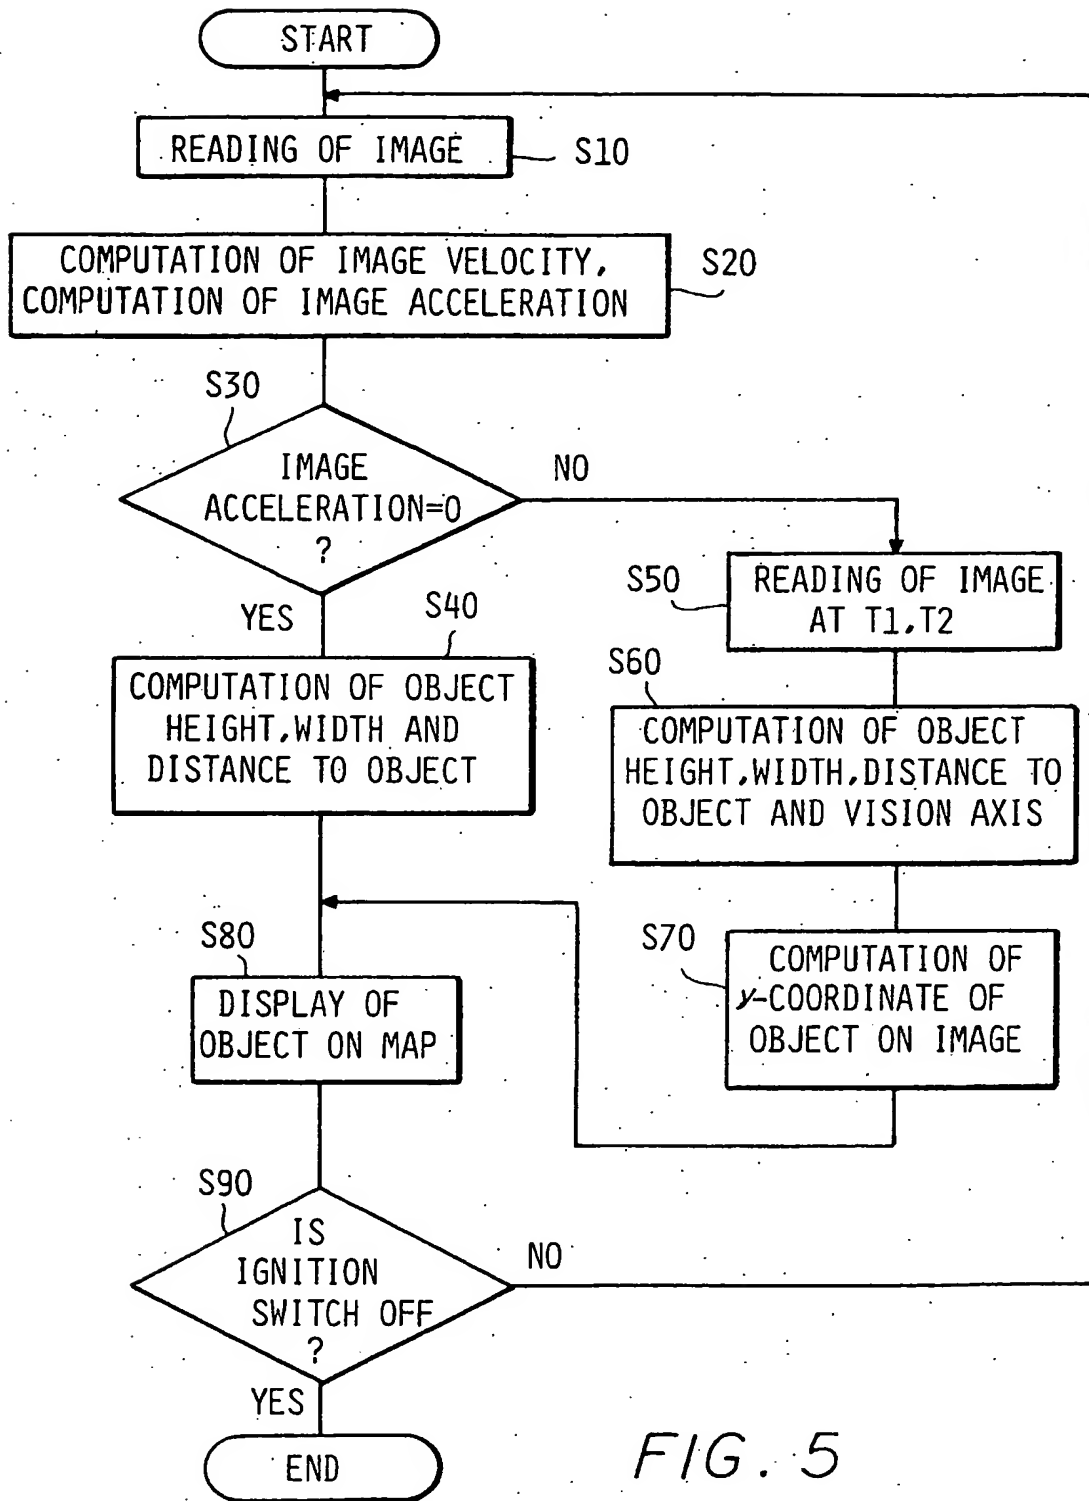 START
READING OF IMAGE
S10
COMPUTATION OF IMAGE VELOCITY,
COMPUTATION OF IMAGE ACCELERATION
S20
S30
IMAGE
ACCELERATION=0
?
NO
YES
S40
COMPUTATION OF OBJECT
HEIGHT,WIDTH AND
DISTANCE TO OBJECT
S50
READING OF IMAGE
AT T1,T2
S60
COMPUTATION OF OBJECT
HEIGHT,WIDTH,DISTANCE TO
OBJECT AND VISION AXIS
S70
COMPUTATION OF
y-COORDINATE OF
OBJECT ON IMAGE
S80
DISPLAY OF
OBJECT ON MAP
S90
IS
IGNITION
SWITCH OFF
?
NO
YES
END
FIG. 5